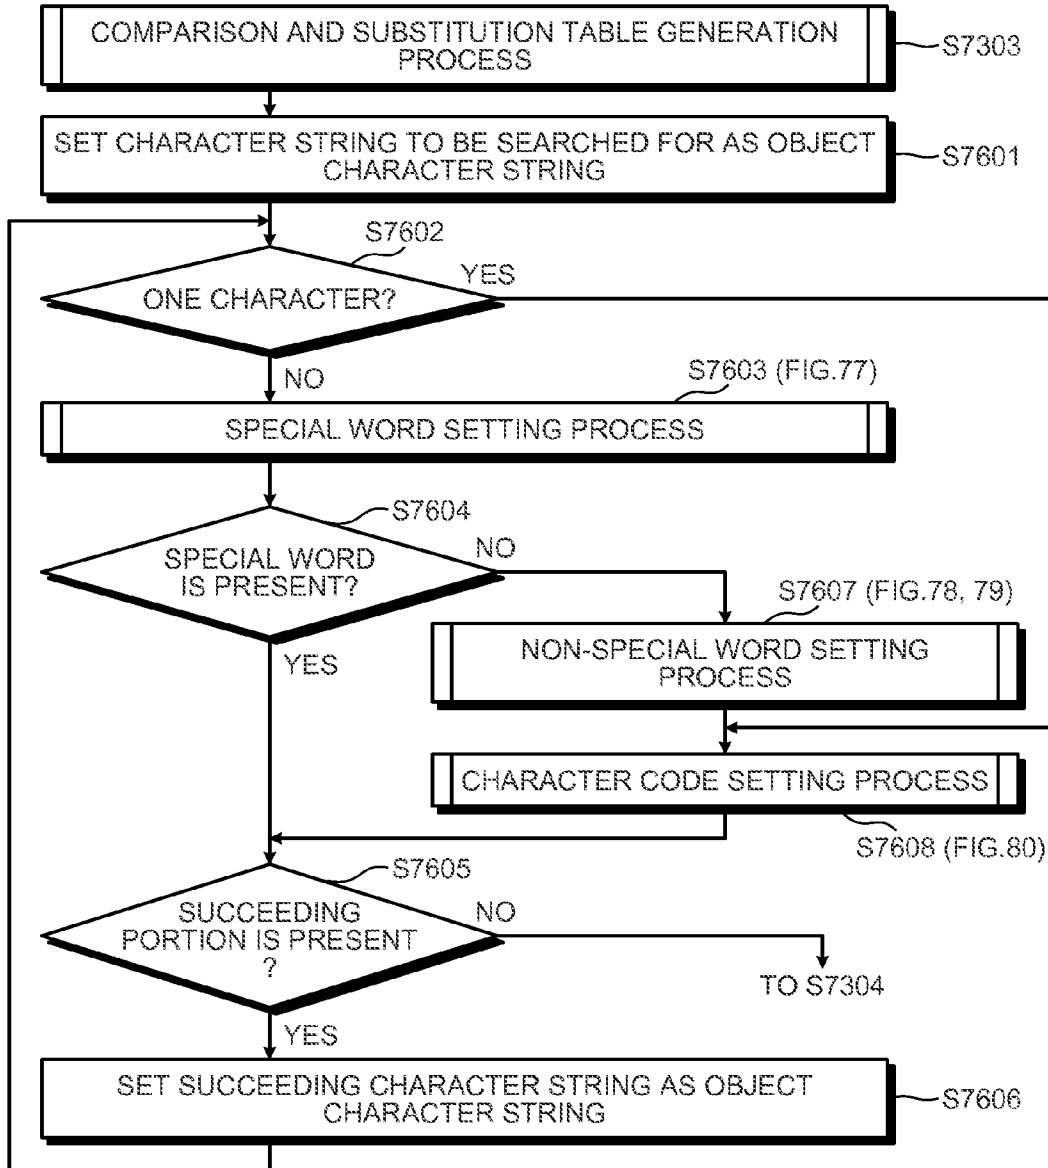 COMPARISON AND SUBSTITUTION TABLE GENERATION
PROCESS
S7303
SET CHARACTER STRING TO BE SEARCHED FOR AS OBJECT
CHARACTER STRING
S7601
S7602
ONE CHARACTER?
YES
NO
S7603 (FIG.77)
SPECIAL WORD SETTING PROCESS
S7604
SPECIAL WORD
IS PRESENT?
NO
YES
S7607 (FIG.78, 79)
NON-SPECIAL WORD SETTING
PROCESS
CHARACTER CODE SETTING PROCESS
S7608 (FIG.80)
S7605
SUCCEEDING
PORTION IS PRESENT
?
NO
TO S7304
YES
SET SUCCEEDING CHARACTER STRING AS OBJECT
CHARACTER STRING
S7606